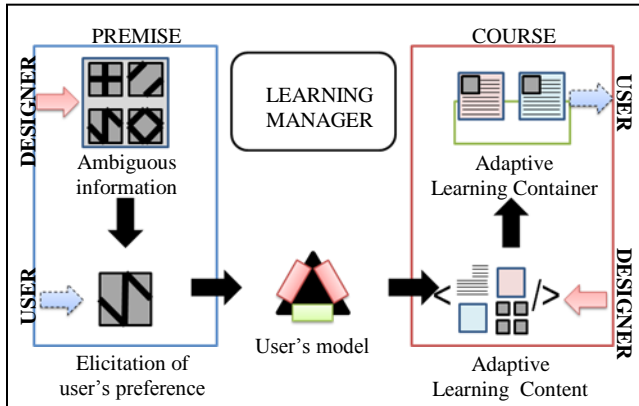 PREMISE
DESIGNER
Ambiguous
information
USER
Elicitation of
user's preference
LEARNING
MANAGER
User's model
COURSE
USER
Adaptive
Learning Container
< />
DESIGNER
Adaptive
Learning Content